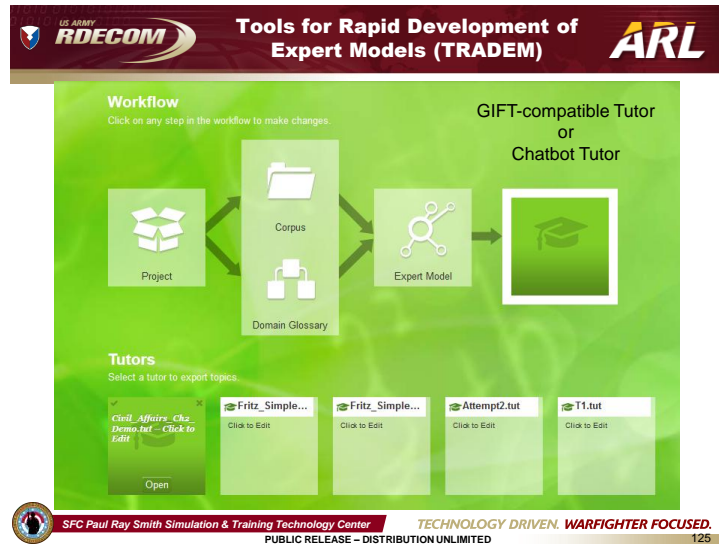 US ARMY
RDECOM
Tools for Rapid Development of
Expert Models (TRADEM)
ARL
Workflow
Click on any step in the workflow to make changes.
GIFT-compatible Tutor
or
Chatbot Tutor
Project
Corpus
Domain Glossary
Expert Model
Tutors
Select a tutor to export topics.
Civil_Affairs_Ch2_
Demo.tut – Click to
Edit
Open
Fritz_Simple...
Click to Edit
Fritz_Simple...
Click to Edit
Attempt2.tut
Click to Edit
T1.tut
Click to Edit
SFC Paul Ray Smith Simulation & Training Technology Center
TECHNOLOGY DRIVEN. WARFIGHTER FOCUSED.
PUBLIC RELEASE – DISTRIBUTION UNLIMITED
125